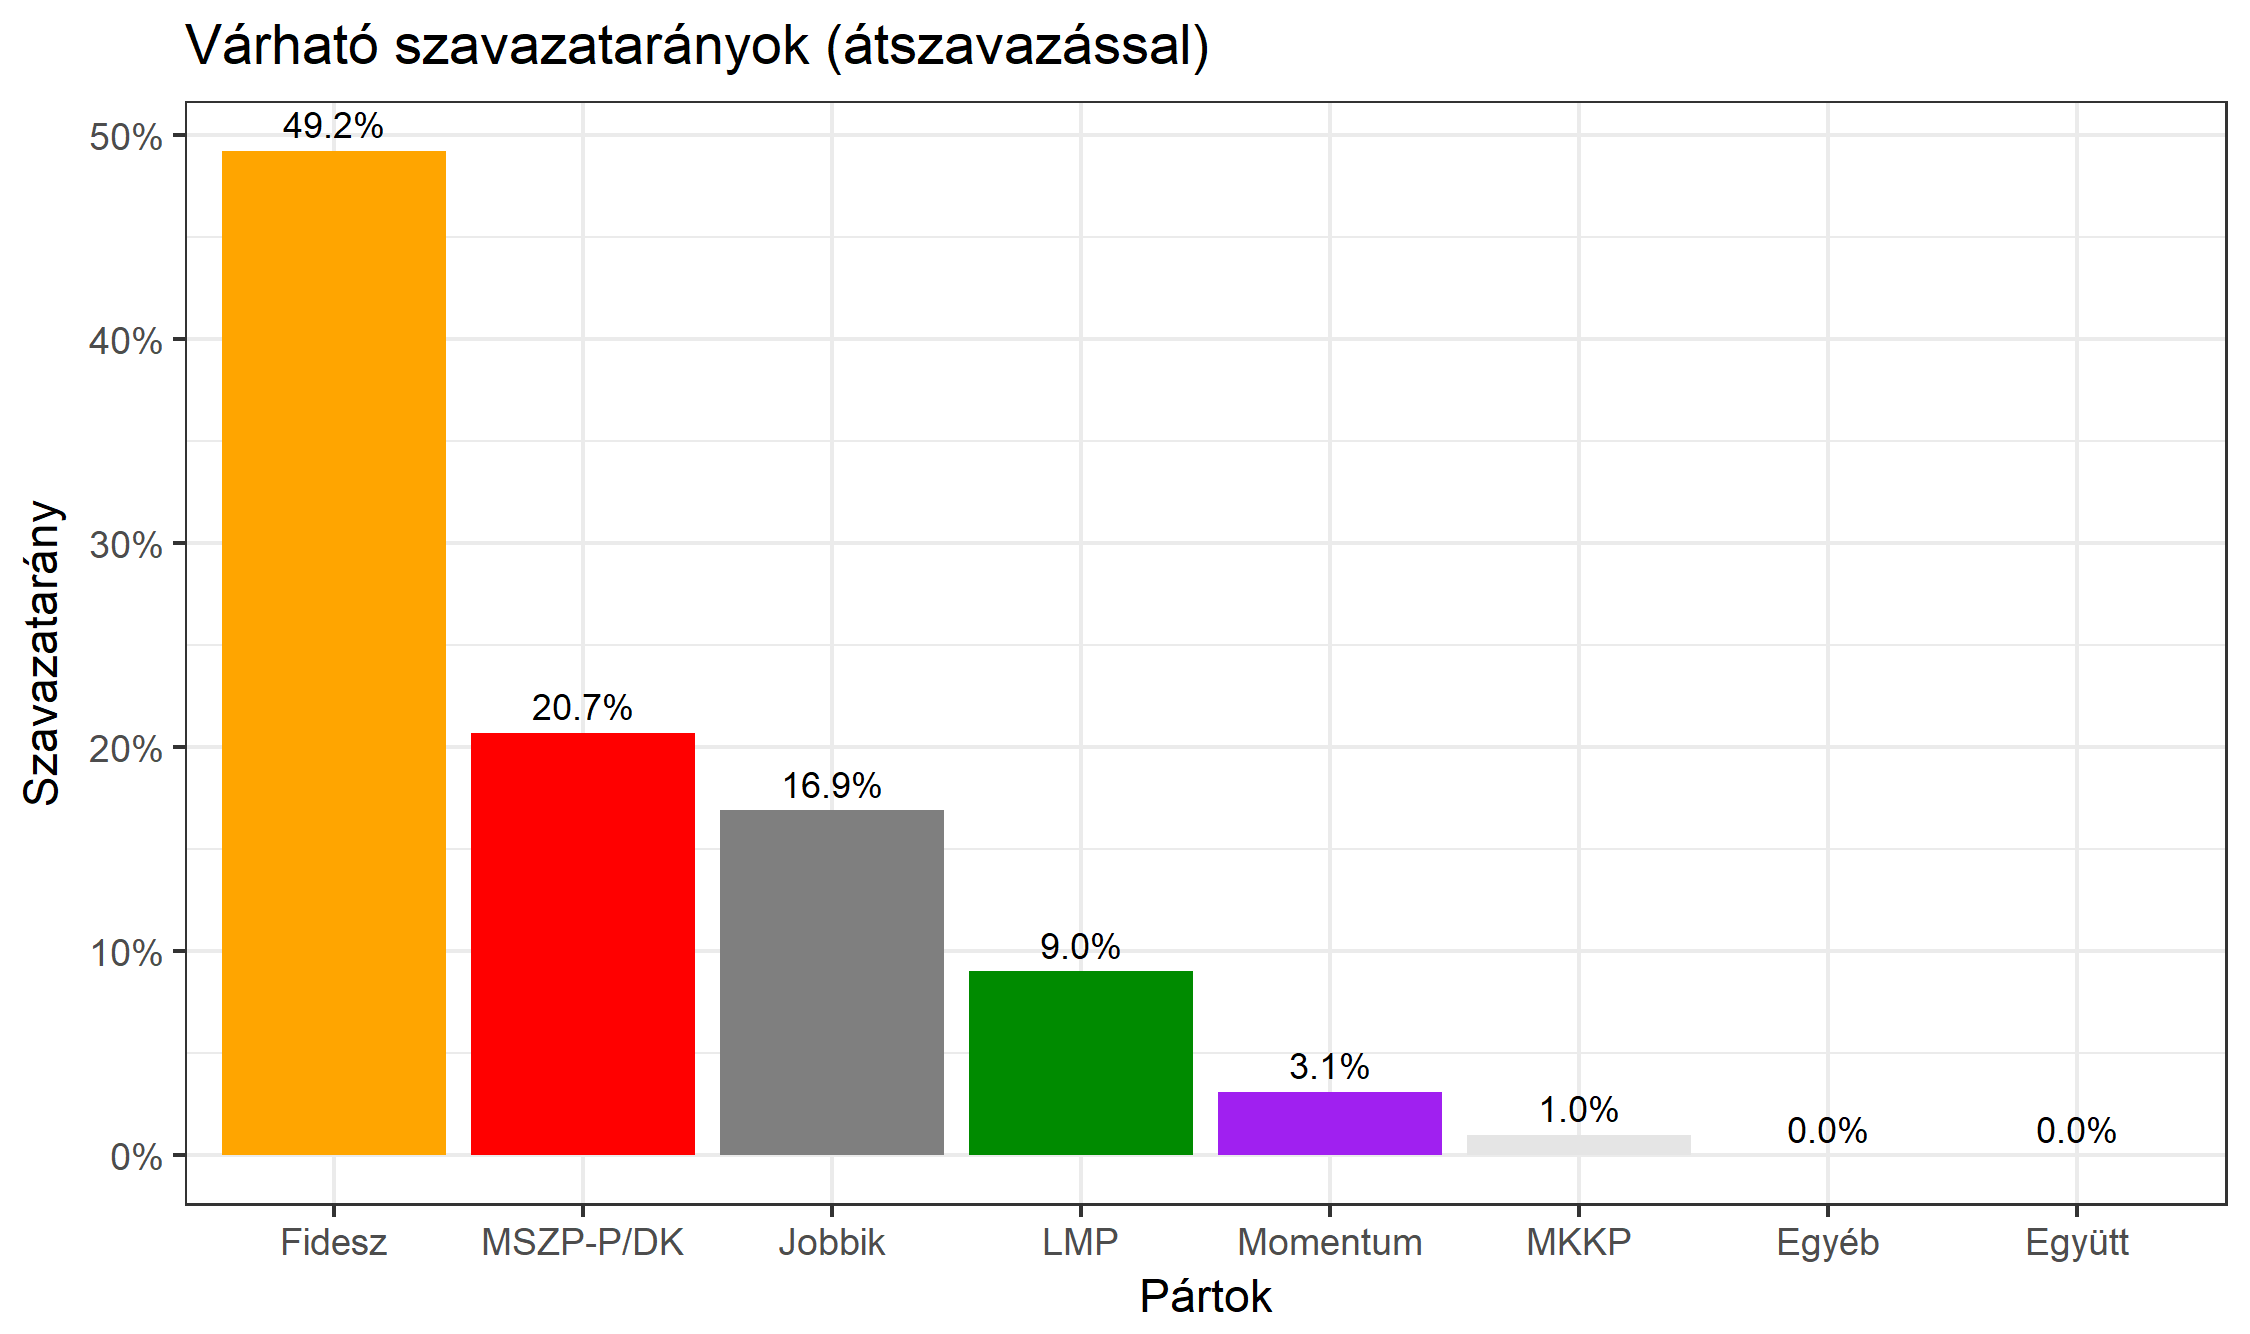 Várható szavazatarányok (átszavazással)
Szavazatarány
50%
40%
30%
20%
10%
0%
49.2%
20.7%
16.9%
9.0%
3.1%
1.0%
0.0%
0.0%
Fidesz
MSZP-P/DK
Jobbik
LMP
Momentum
MKKP
Egyéb
Együtt
Pártok